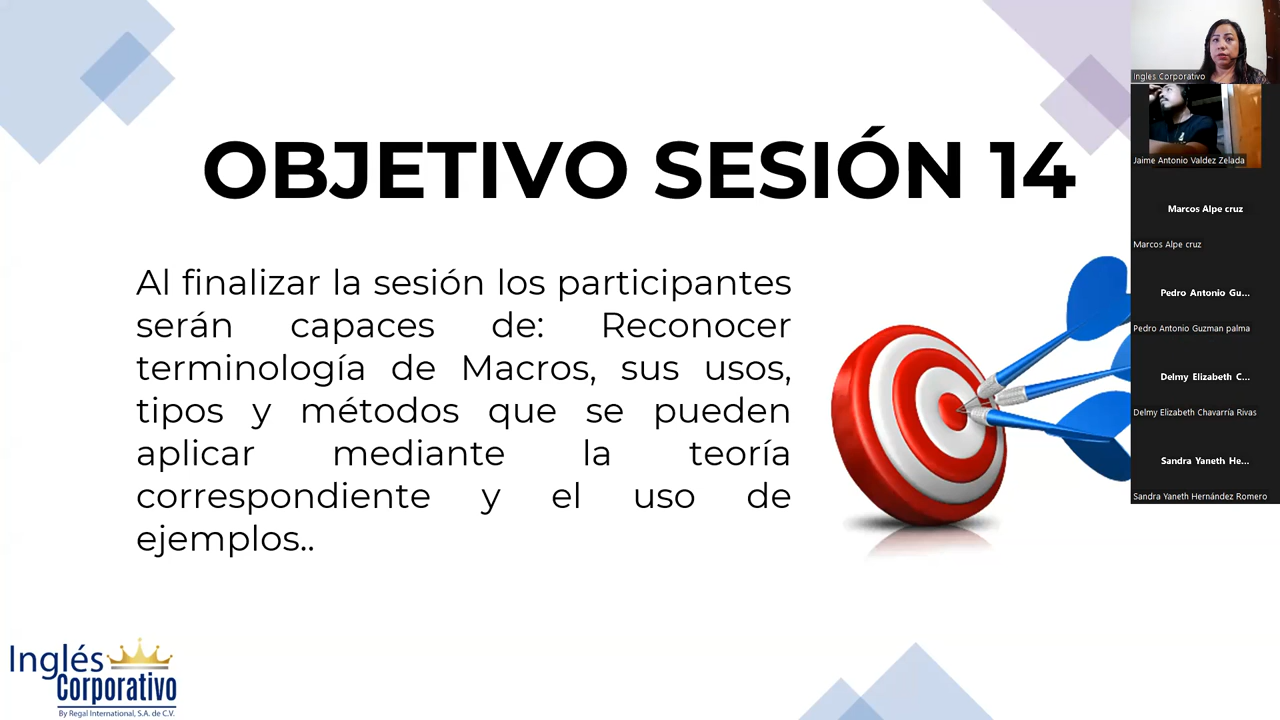 OBJETIVO SESIÓN 14
Al finalizar la sesión los participantes
serán capaces de: Reconocer
terminología de Macros, sus usos,
tipos y métodos que se pueden
aplicar mediante la teoría
correspondiente y el uso de
ejemplos..
Inglés
Corporativo
By Regal International, S.A. de C.V.
Ingles Corporativo
Jaime Antonio Valdez Zelada
Marcos Alpe cruz
Marcos Alpe cruz
Pedro Antonio Gu...
Pedro Antonio Guzman palma
Delmy Elizabeth C...
Delmy Elizabeth Chavarría Rivas
Sandra Yaneth He...
Sandra Yaneth Hernández Romero